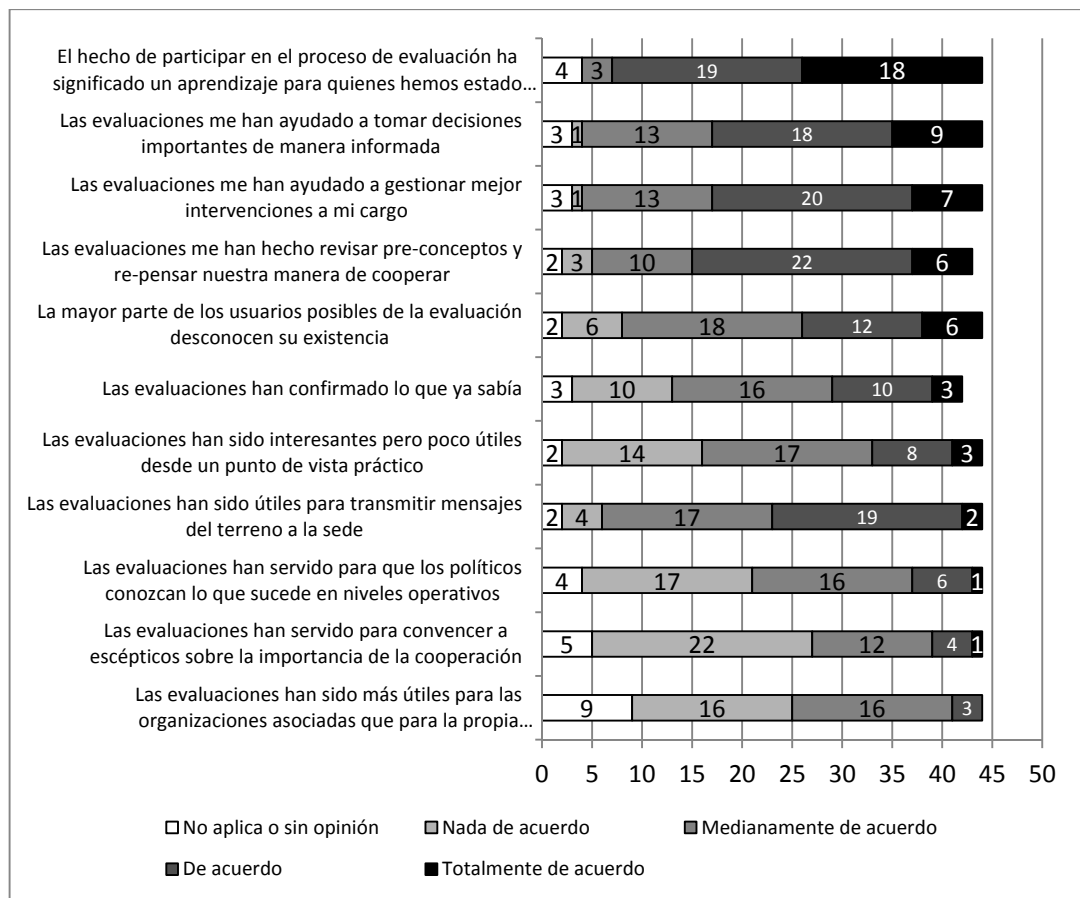 El hecho de participar en el proceso de evaluación ha
significado un aprendizaje para quienes hemos estado…
4 3 19 18
Las evaluaciones me han ayudado a tomar decisiones
importantes de manera informada
3 1 13 18 9
Las evaluaciones me han ayudado a gestionar mejor
intervenciones a mi cargo
3 1 13 20 7
Las evaluaciones me han hecho revisar pre-conceptos y
re-pensar nuestra manera de cooperar
2 3 10 22 6
La mayor parte de los usuarios posibles de la evaluación
desconocen su existencia
2 6 18 12 6
Las evaluaciones han confirmado lo que ya sabía
3 10 16 10 3
Las evaluaciones han sido interesantes pero poco útiles
desde un punto de vista práctico
2 14 17 8 3
Las evaluaciones han sido útiles para transmitir mensajes
del terreno a la sede
2 4 17 19 2
Las evaluaciones han servido para que los políticos
conozcan lo que sucede en niveles operativos
4 17 16 6 1
Las evaluaciones han servido para convencer a
escépticos sobre la importancia de la cooperación
5 22 12 4 1
Las evaluaciones han sido más útiles para las
organizaciones asociadas que para la propia…
9 16 16 3
0 5 10 15 20 25 30 35 40 45 50
No aplica o sin opinión Nada de acuerdo Medianamente de acuerdo
De acuerdo Totalmente de acuerdo